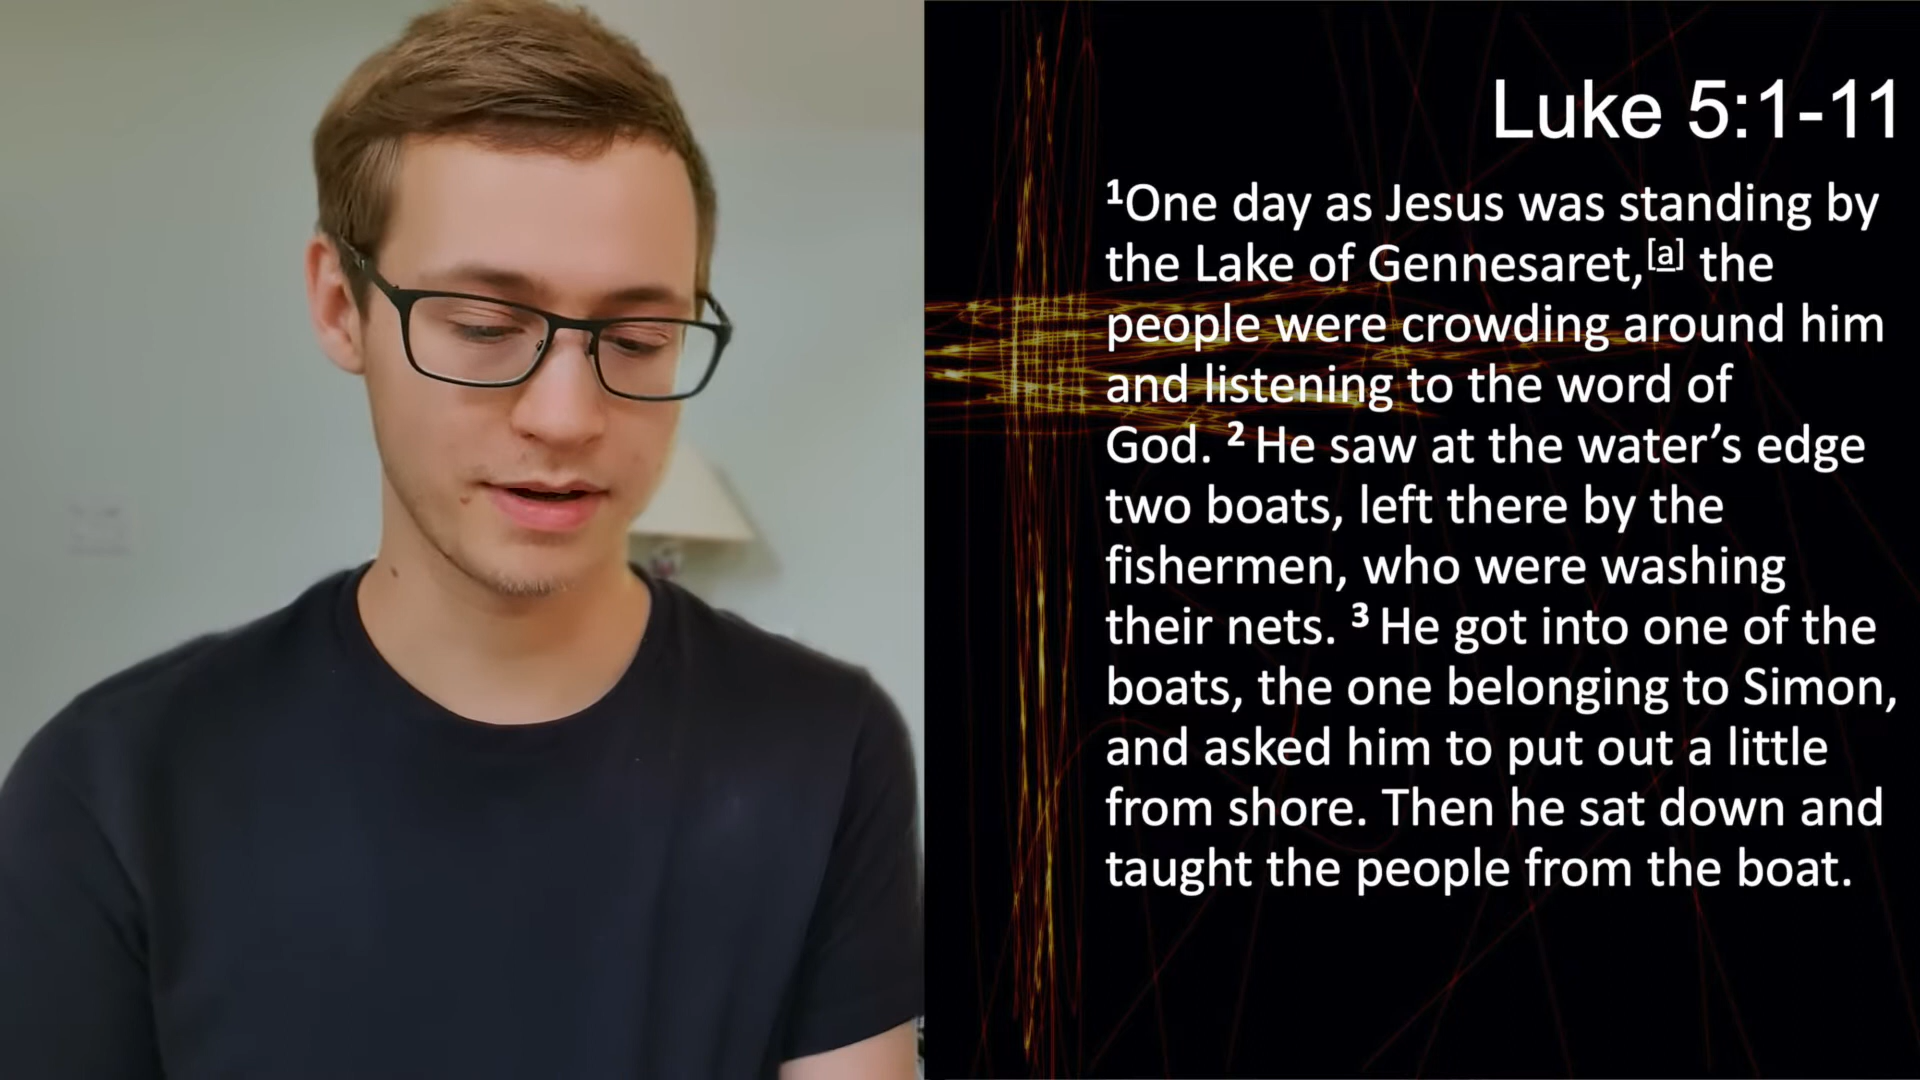 Luke 5:1-11
¹One day as Jesus was standing by
the Lake of Gennesaret,[a] the
people were crowding around him
and listening to the word of
God. ² He saw at the water’s edge
two boats, left there by the
fishermen, who were washing
their nets. ³ He got into one of the
boats, the one belonging to Simon,
and asked him to put out a little
from shore. Then he sat down and
taught the people from the boat.